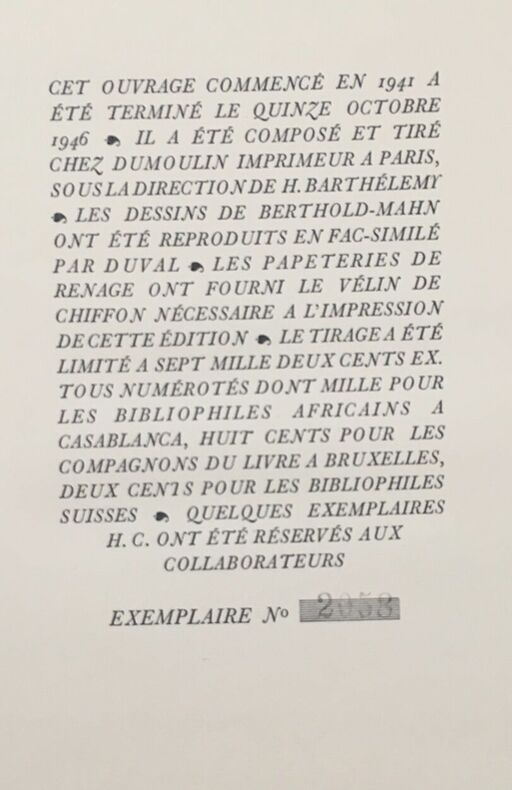 CET OUVRAGE COMMENCÉ EN 1941 A
ÉTÉ TERMINÉ LE QUINZE OCTOBRE
1946 ❧ IL A ÉTÉ COMPOSÉ ET TIRÉ
CHEZ DUMOULIN IMPRIMEUR A PARIS,
SOUS LA DIRECTION DE H. BARTHÉLEMY
❧ LES DESSINS DE BERTHOLD-MAHN
ONT ÉTÉ REPRODUITS EN FAC-SIMILÉ
PAR DUVAL ❧ LES PAPETERIES DE
RENAGE ONT FOURNI LE VÉLIN DE
CHIFFON NÉCESSAIRE A L'IMPRESSION
DE CETTE ÉDITION ❧ LE TIRAGE A ÉTÉ
LIMITÉ A SEPT MILLE DEUX CENTS EX.
TOUS NUMÉROTÉS DONT MILLE POUR
LES BIBLIOPHILES AFRICAINS A
CASABLANCA, HUIT CENTS POUR LES
COMPAGNONS DU LIVRE A BRUXELLES,
DEUX CENTS POUR LES BIBLIOPHILES
SUISSES ❧ QUELQUES EXEMPLAIRES
H. C. ONT ÉTÉ RÉSERVÉS AUX
COLLABORATEURS
EXEMPLAIRE No 2058